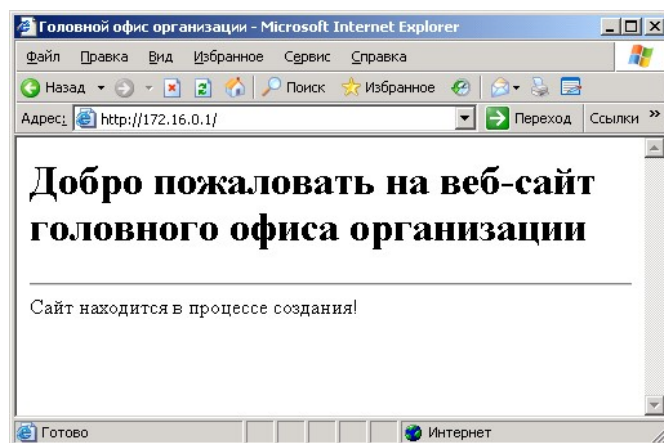 Головной офис организации - Microsoft Internet Explorer
Файл Правка Вид Избранное Сервис Справка
Назад Поиск Избранное
Адрес: http://172.16.0.1/ Переход Ссылки »
Добро пожаловать на веб-сайт
головного офиса организации
Сайт находится в процессе создания!
Готово Интернет